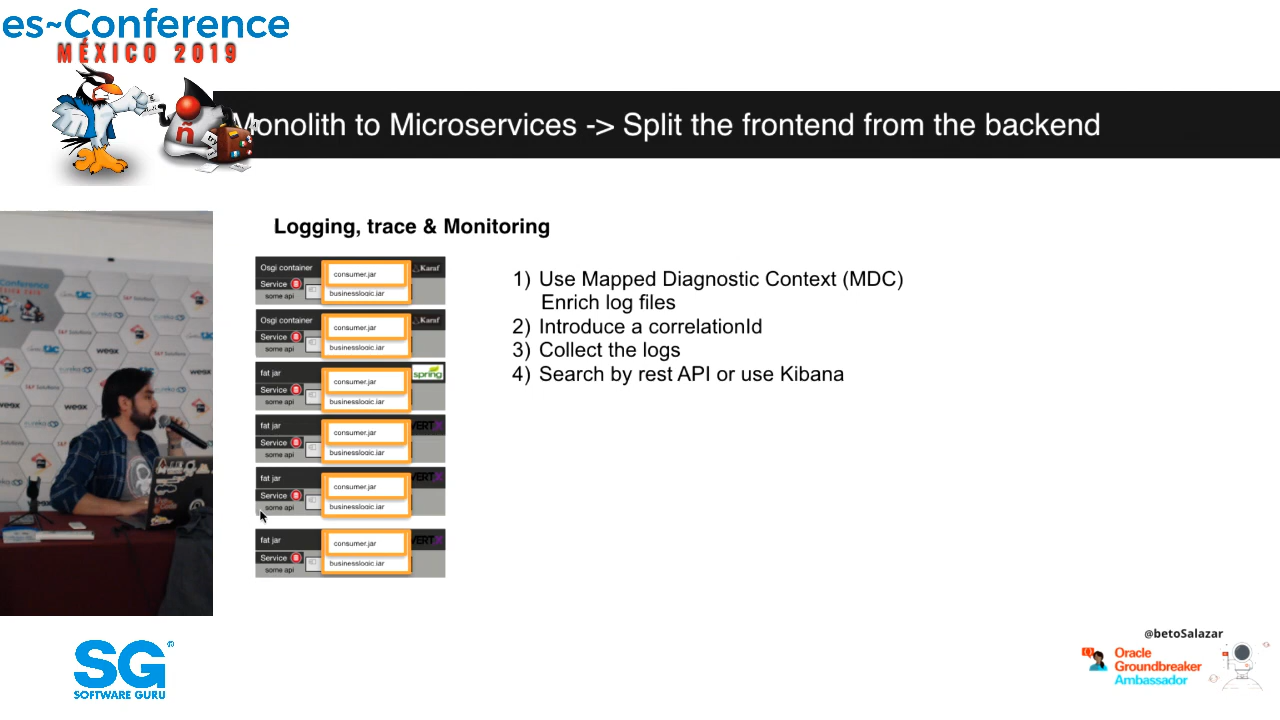 es~Conference
MÉXICO 2019
Monolith to Microservices -> Split the frontend from the backend
Logging, trace & Monitoring
Osgi container
consumer.jar
Karaf
Service
businesslogic.jar
some api
Osgi container
consumer.jar
Karaf
Service
businesslogic.jar
some api
fat jar
consumer.jar
spring
Service
businesslogic.jar
some api
fat jar
consumer.jar
VERT.X
Service
businesslogic.jar
some api
fat jar
consumer.jar
VERT.X
Service
businesslogic.jar
some api
fat jar
consumer.jar
VERT.X
Service
businesslogic.jar
some api
1) Use Mapped Diagnostic Context (MDC)
Enrich log files
2) Introduce a correlationId
3) Collect the logs
4) Search by rest API or use Kibana
ñ
weox
SG
SOFTWARE GURU
@betoSalazar
Oracle
Groundbreaker
Ambassador